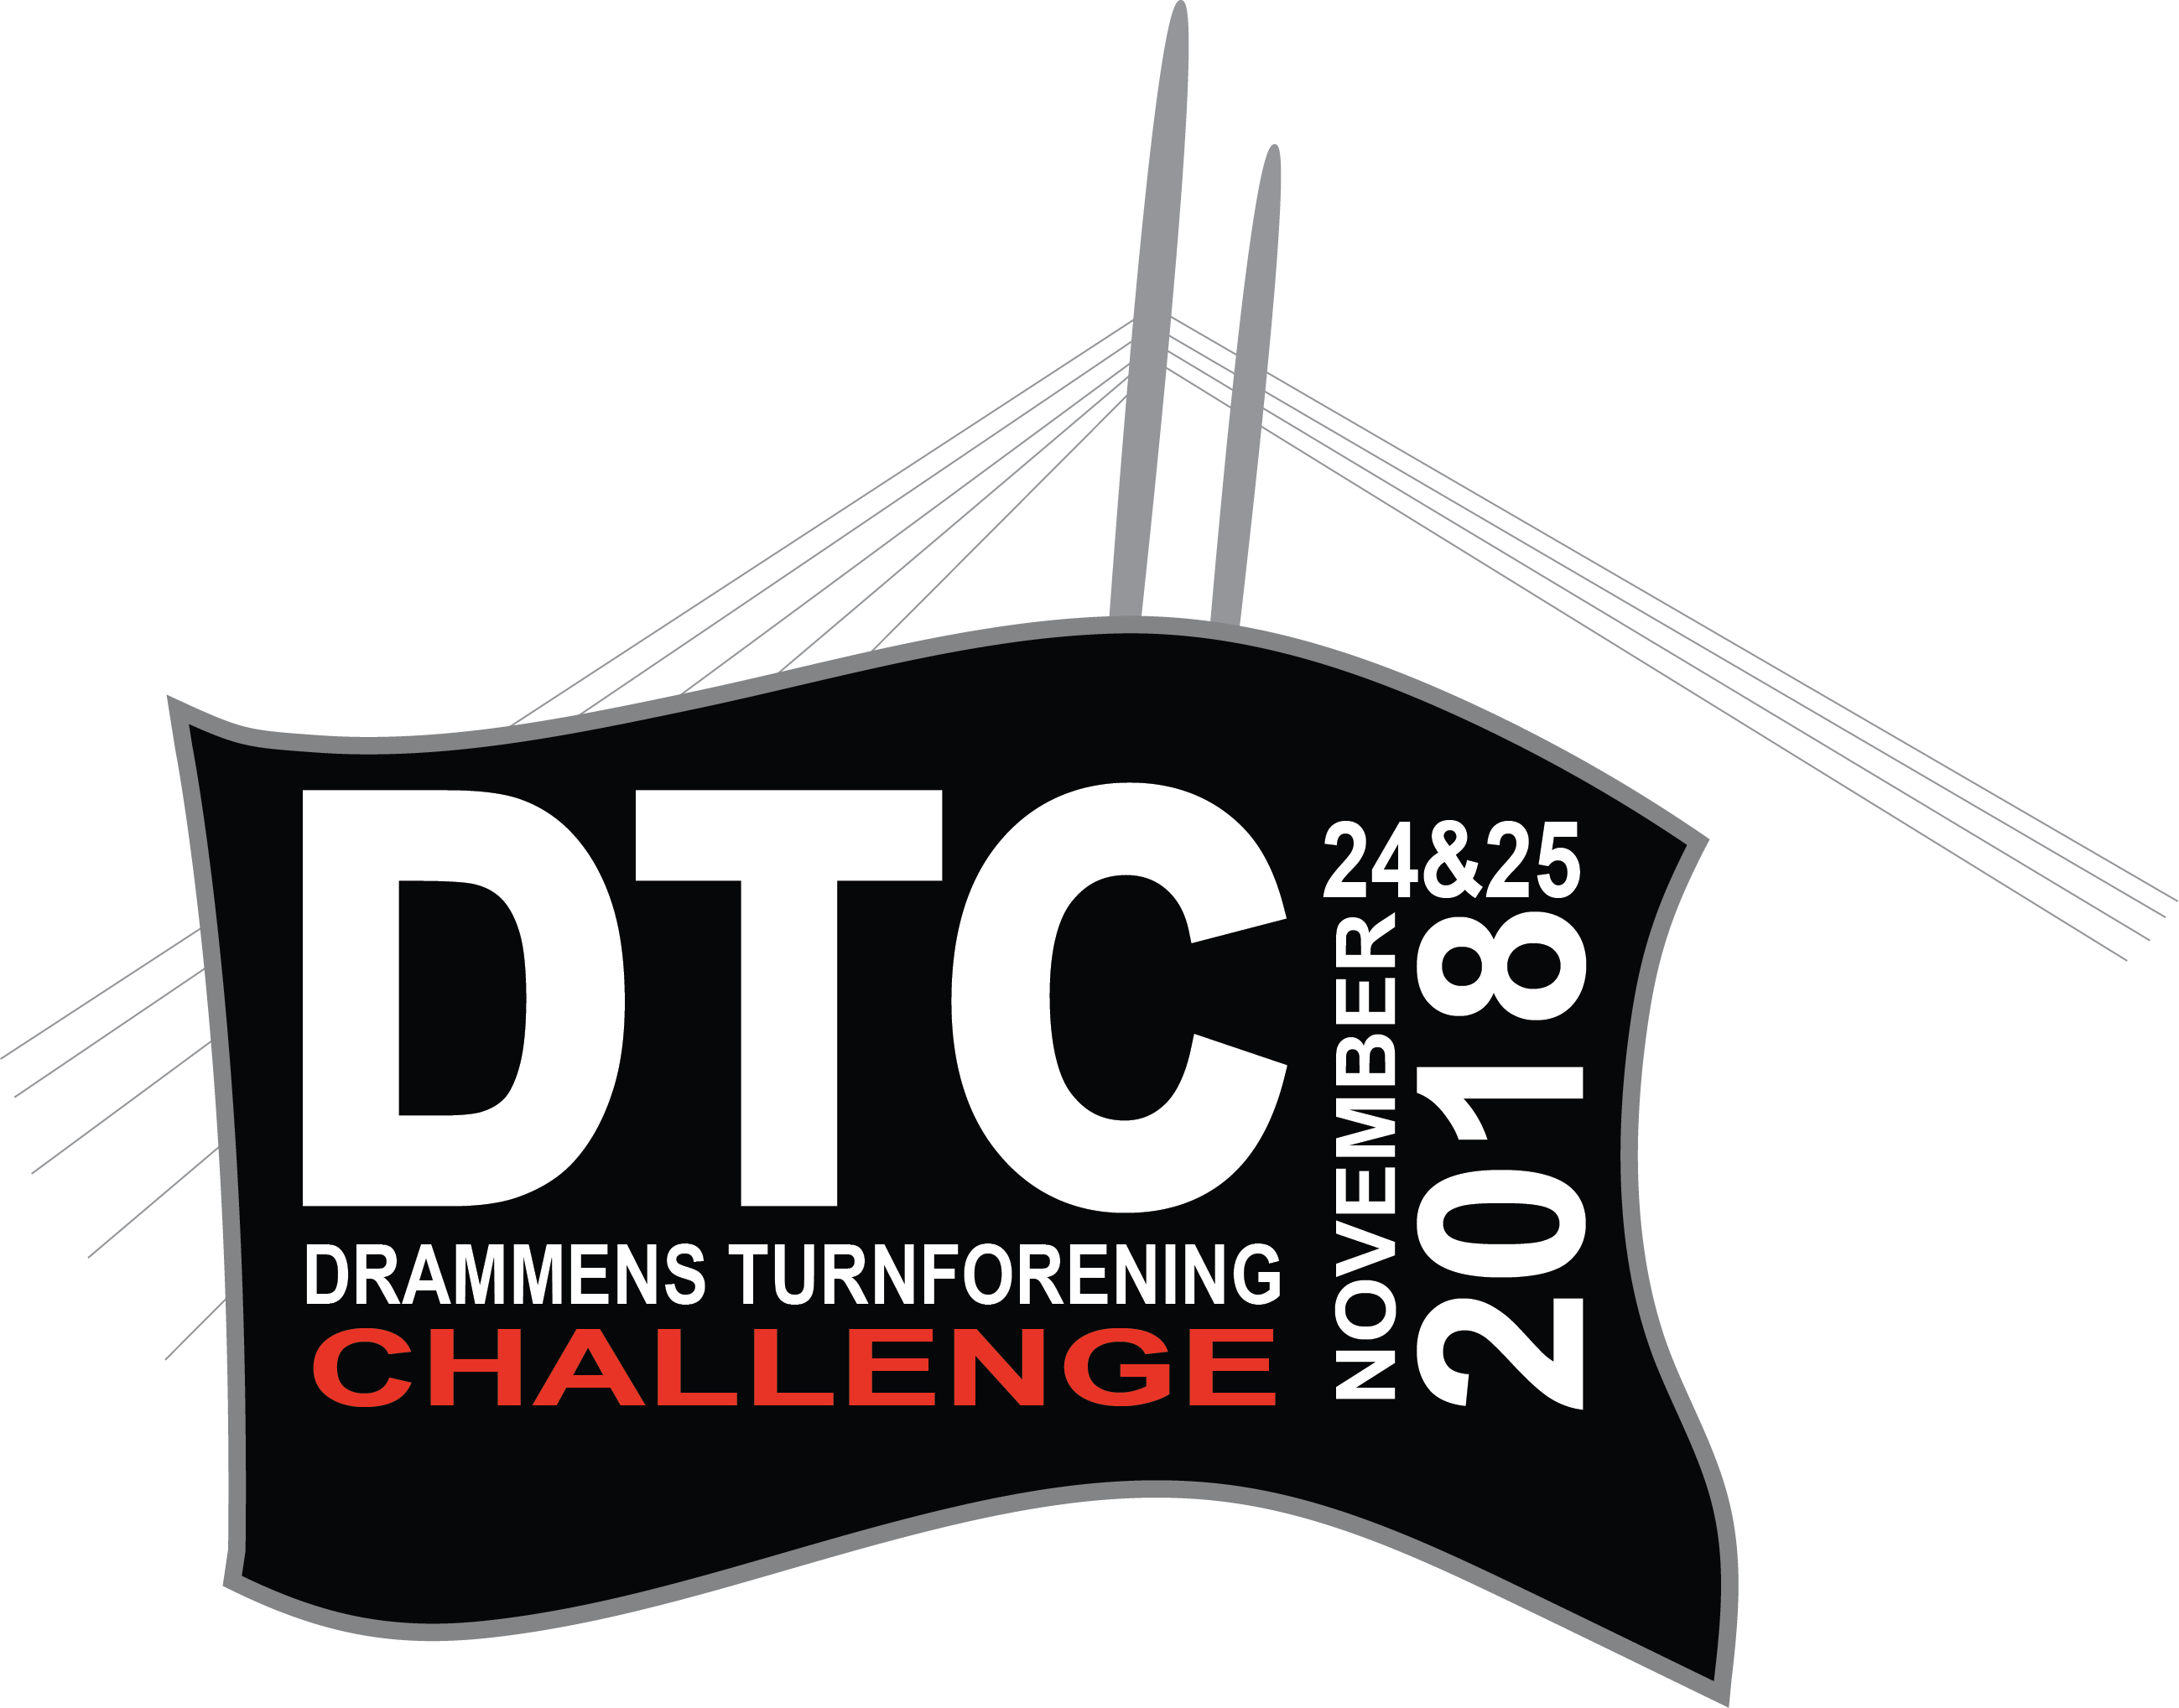 DTC
DRAMMENS TURNFORENING
CHALLENGE
24&25
NOVEMBER
2018